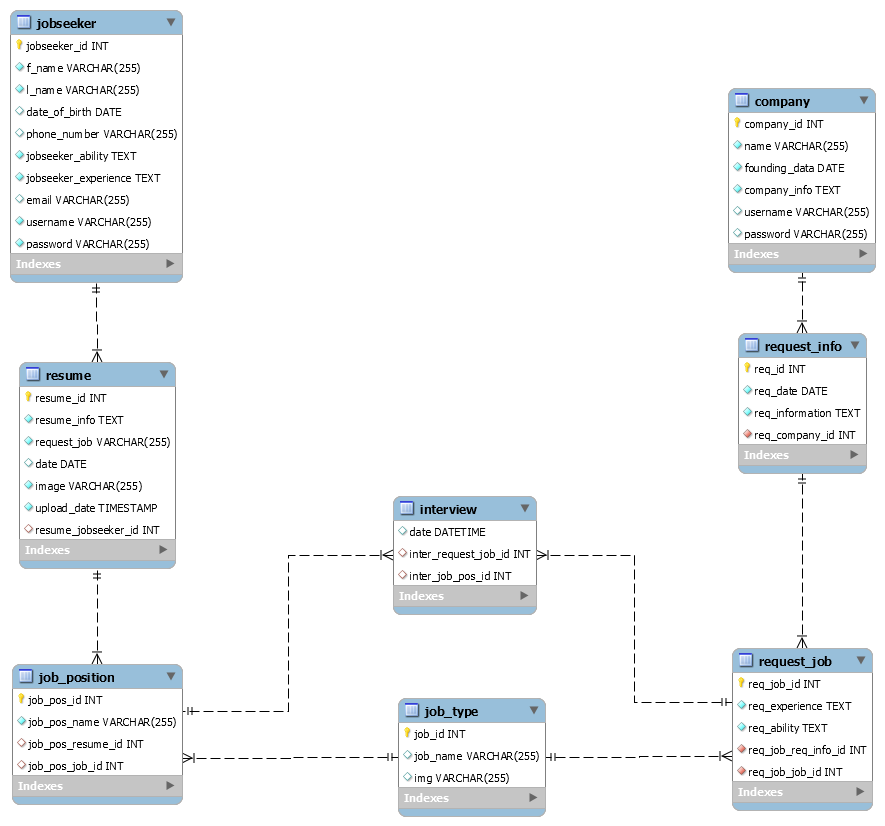 jobseeker
jobseeker_id INT
f_name VARCHAR(255)
l_name VARCHAR(255)
date_of_birth DATE
phone_number VARCHAR(255)
jobseeker_ability TEXT
jobseeker_experience TEXT
email VARCHAR(255)
username VARCHAR(255)
password VARCHAR(255)
Indexes
company
company_id INT
name VARCHAR(255)
founding_data DATE
company_info TEXT
username VARCHAR(255)
password VARCHAR(255)
Indexes
request_info
req_id INT
req_date DATE
req_information TEXT
req_company_id INT
Indexes
resume
resume_id INT
resume_info TEXT
request_job VARCHAR(255)
date DATE
image VARCHAR(255)
upload_date TIMESTAMP
resume_jobseeker_id INT
Indexes
interview
date DATETIME
inter_request_job_id INT
inter_job_pos_id INT
Indexes
job_position
job_pos_id INT
job_pos_name VARCHAR(255)
job_pos_resume_id INT
job_pos_job_id INT
Indexes
job_type
job_id INT
job_name VARCHAR(255)
img VARCHAR(255)
Indexes
request_job
req_job_id INT
req_experience TEXT
req_ability TEXT
req_job_req_info_id INT
req_job_job_id INT
Indexes